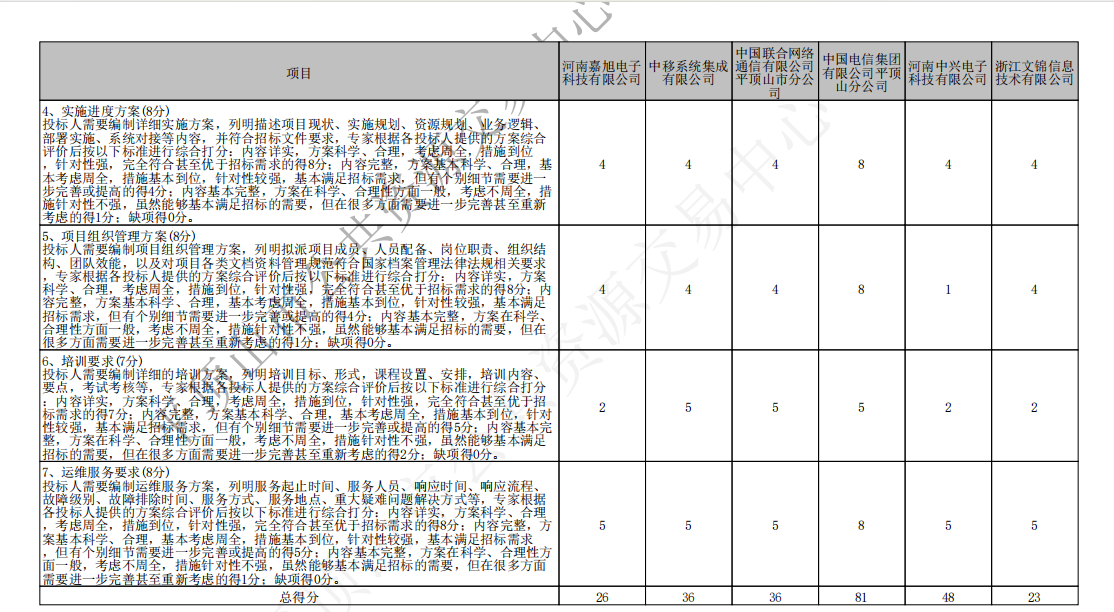 项目
河南嘉旭电子
科技有限公司
中移系统集成
有限公司
中国联合网络
通信有限公司
平顶山市分公
司
中国电信集团
有限公司平顶
山分公司
河南中兴电子
科技有限公司
浙江文锦信息
技术有限公司
4、实施进度方案(8分)
投标人需要编制详细实施方案，列明描述项目现状、实施规划、资源规划、业务逻辑、
部署实施、系统对接等内容，并符合招标文件要求，专家根据各投标人提供的方案综合
评价后按以下标准进行综合打分：内容详实，方案科学、合理，考虑周全，措施到位
，针对性强，完全符合甚至优于招标需求的得8分；内容完整，方案基本科学、合理，基
本考虑周全，措施基本到位，针对性较强，基本满足招标需求，但有个别细节需要进一
步完善或提高的得4分；内容基本完整，方案在科学、合理性方面一般，考虑不周全，措
施针对性不强，虽然能够基本满足招标的需要，但在很多方面需要进一步完善甚至重新
考虑的得1分；缺项得0分。
4 4 4 8 4 4
5、项目组织管理方案(8分)
投标人需要编制项目组织管理方案，列明拟派项目成员、人员配备、岗位职责、组织结
构、团队效能，以及对项目各类文档资料管理规范符合国家档案管理法律法规相关要求
，专家根据各投标人提供的方案综合评价后按以下标准进行综合打分：内容详实，方案
科学、合理，考虑周全，措施到位，针对性强，完全符合甚至优于招标需求的得8分；内
容完整，方案基本科学、合理，基本考虑周全，措施基本到位，针对性较强，基本满足
招标需求，但有个别细节需要进一步完善或提高的得4分；内容基本完整，方案在科学、
合理性方面一般，考虑不周全，措施针对性不强，虽然能够基本满足招标的需要，但在
很多方面需要进一步完善甚至重新考虑的得1分；缺项得0分。
4 4 4 8 1 4
6、培训要求(7分)
投标人需要编制详细的培训方案，列明培训目标、形式，课程设置、安排，培训内容、
要点，考试考核等，专家根据各投标人提供的方案综合评价后按以下标准进行综合打分
：内容详实，方案科学、合理，考虑周全，措施到位，针对性强，完全符合甚至优于招
标需求的得7分；内容完整，方案基本科学、合理，基本考虑周全，措施基本到位，针对
性较强，基本满足招标需求，但有个别细节需要进一步完善或提高的得5分；内容基本完
整，方案在科学、合理性方面一般，考虑不周全，措施针对性不强，虽然能够基本满足
招标的需要，但在很多方面需要进一步完善甚至重新考虑的得2分；缺项得0分。
2 5 5 5 2 2
7、运维服务要求(8分)
投标人需要编制运维服务方案，列明服务起止时间、服务人员、响应时间、响应流程、
故障级别、故障排除时间、服务方式、服务地点、重大疑难问题解决方式等，专家根据
各投标人提供的方案综合评价后按以下标准进行综合打分：内容详实，方案科学、合理
，考虑周全，措施到位，针对性强，完全符合甚至优于招标需求的得8分；内容完整，方
案基本科学、合理，基本考虑周全，措施基本到位，针对性较强，基本满足招标需求
，但有个别细节需要进一步完善或提高的得5分；内容基本完整，方案在科学、合理性方
面一般，考虑不周全，措施针对性不强，虽然能够基本满足招标的需要，但在很多方面
需要进一步完善甚至重新考虑的得1分；缺项得0分。
5 5 5 8 5 5
总得分 26 36 36 81 48 23